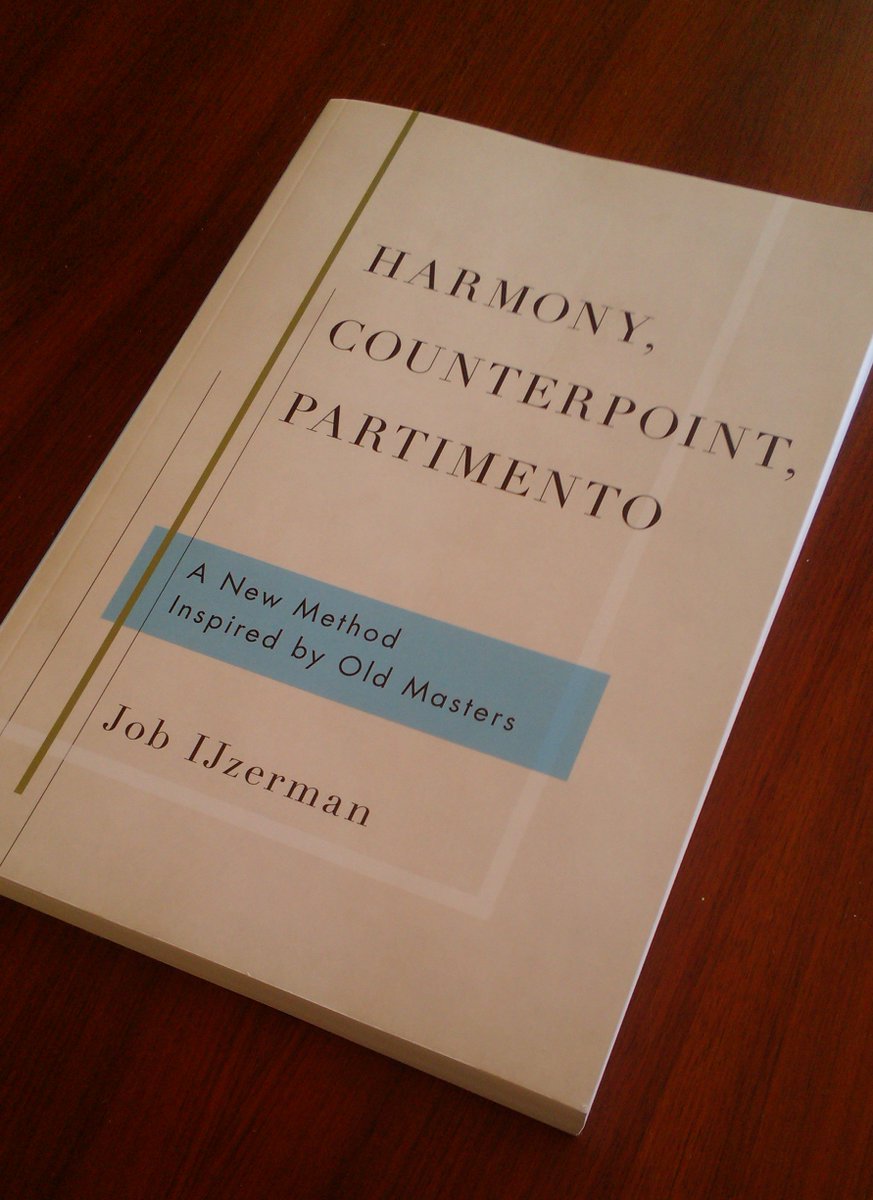 HARMONY,
COUNTERPOINT,
PARTIMENTO
A New Method
Inspired by Old Masters
Job IJzerman